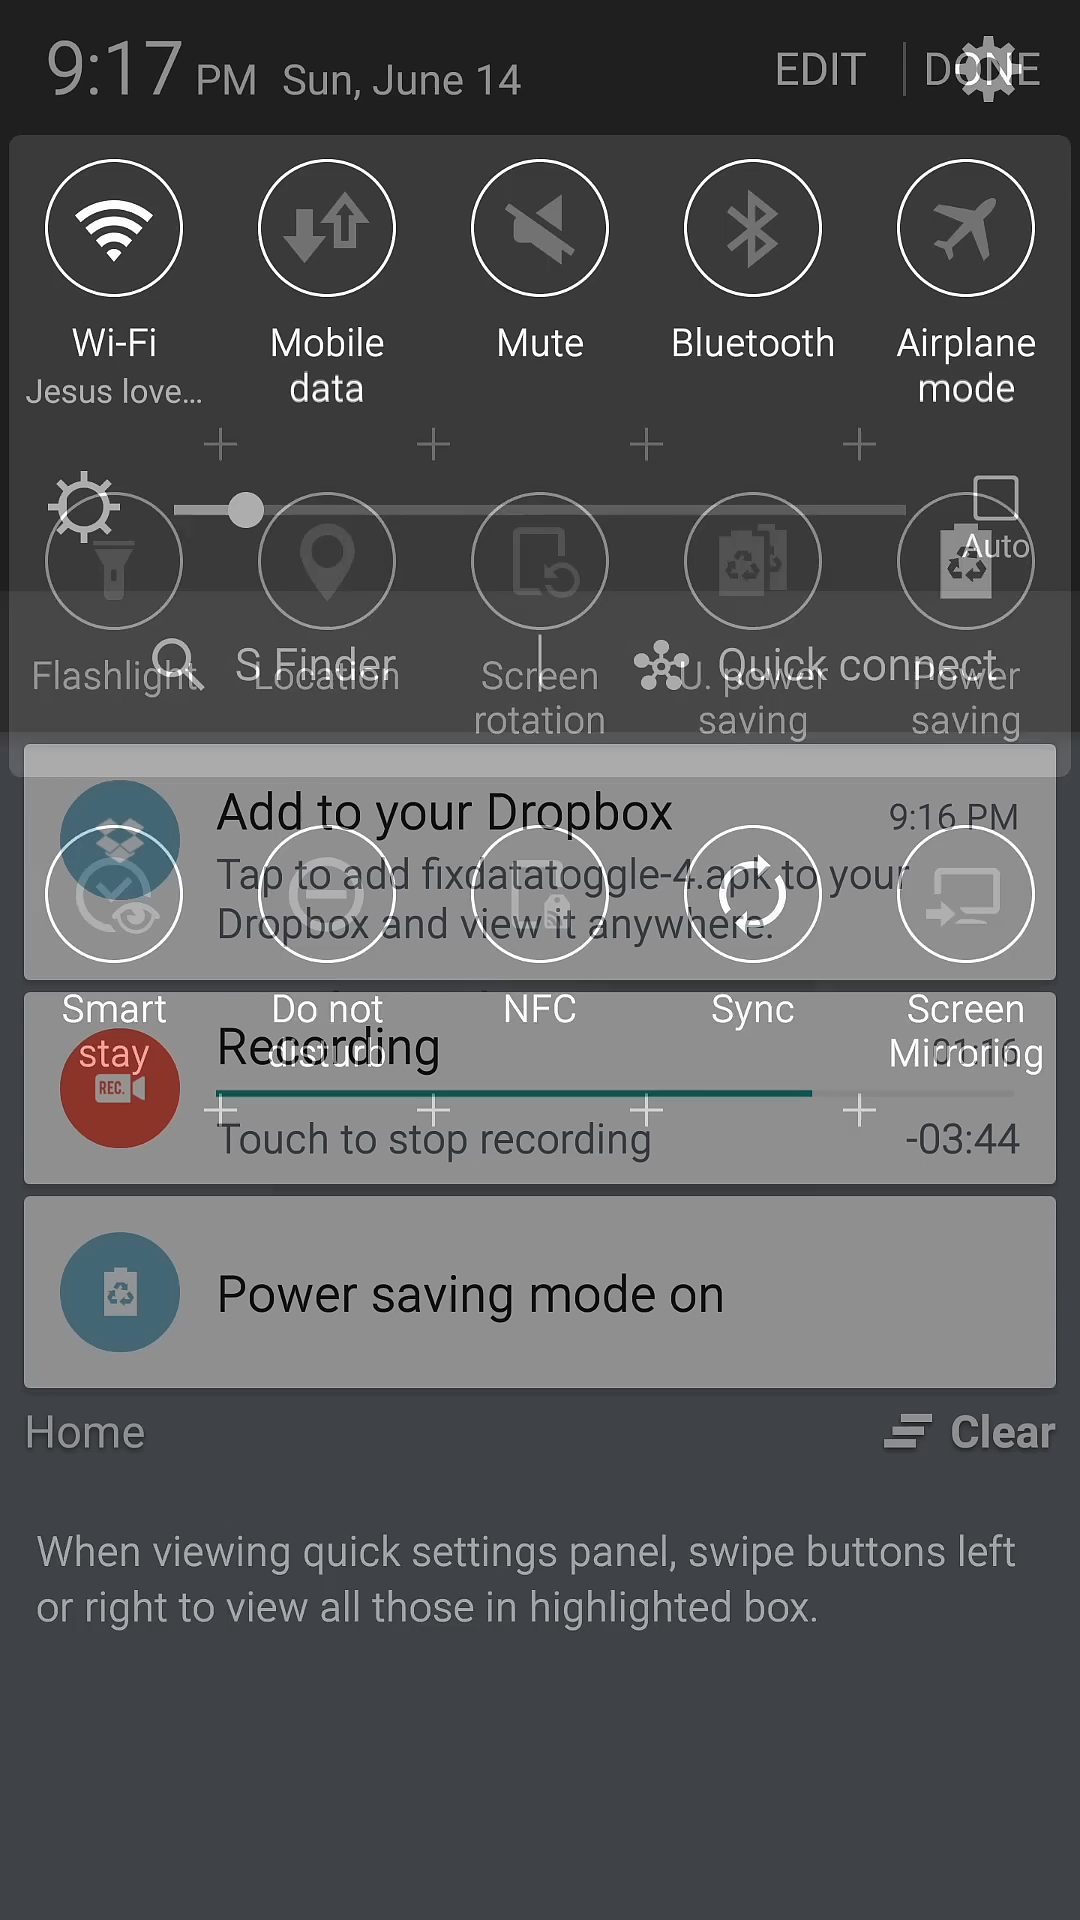 9:17 PM Sun, June 14
EDIT
DONE
Wi-Fi
Mobile
data
Mute
Bluetooth
Airplane
mode
Jesus love...
Auto
S Finder
Quick connect
Flashlight
Location
Screen
rotation
U. power
saving
Power
saving
Add to your Dropbox
9:16 PM
Tap to add fixdatatoggle-4.apk to your
Dropbox and view it anywhere.
Smart
stay
Do not
disturb
NFC
Sync
Screen
Mirroring
Recording
01:16
REC.
Touch to stop recording
-03:44
Power saving mode on
Home
Clear
When viewing quick settings panel, swipe buttons left
or right to view all those in highlighted box.